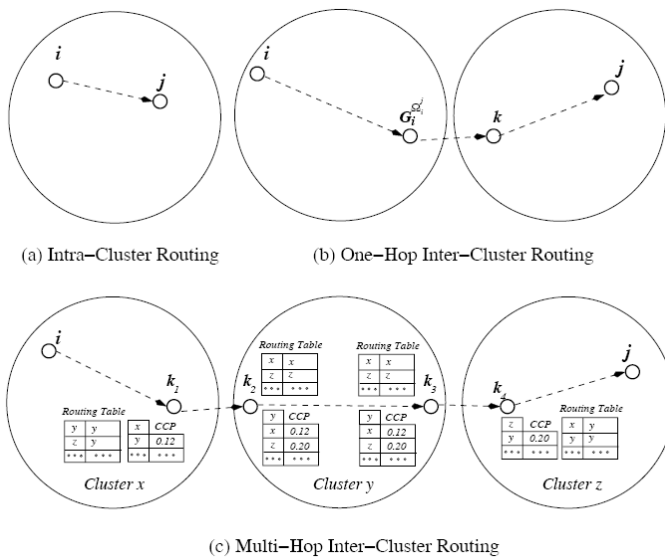 i
j
(a) Intra–Cluster Routing
i
G_i^{Ω_i^j}
k
j
(b) One–Hop Inter–Cluster Routing
i
k₁
Routing Table
y y
z y
••• •••
x CCP
y 0.12
••• •••
Cluster x
k₂
Routing Table
x x
z z
••• •••
y CCP
x 0.12
z 0.20
••• •••
Routing Table
x x
z z
••• •••
y CCP
x 0.12
z 0.20
••• •••
k₃
Cluster y
k₄
j
z CCP
y 0.20
••• •••
Routing Table
x y
y y
••• •••
Cluster z
(c) Multi–Hop Inter–Cluster Routing